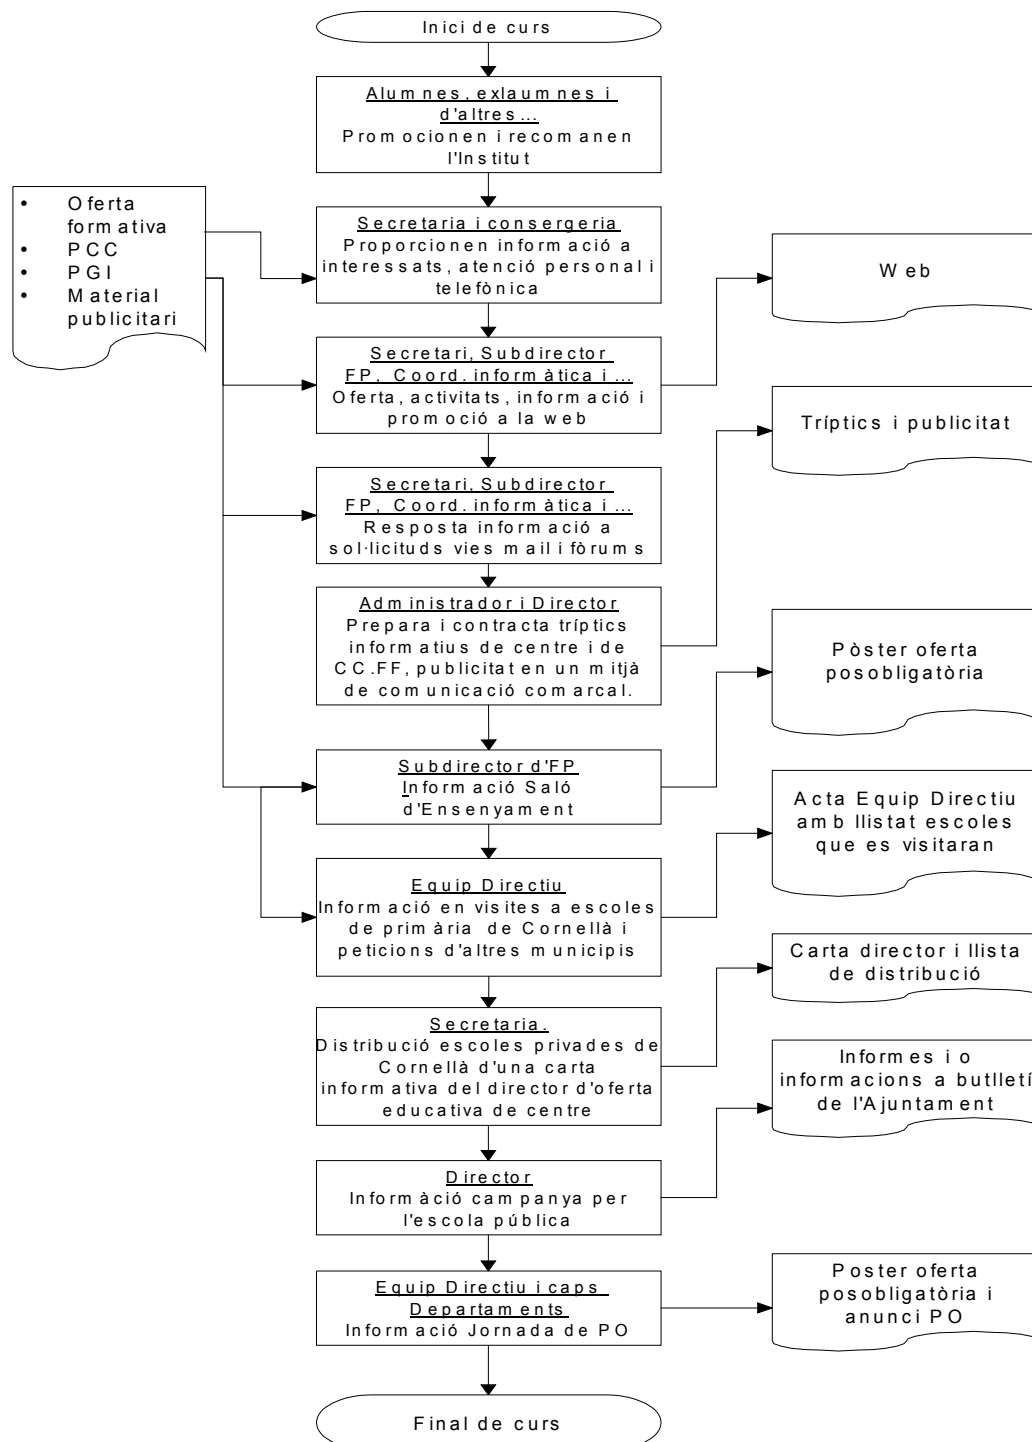 Inici de curs
Alumnes, exlaumnes i
d'altres...
Promocionen i recomanen
l'Institut
• Oferta
formativa
• PCC
• PGI
• Material
publicitari
Secretaria i consergeria
Proporcionen informació a
interessats, atenció personal i
telefònica
Web
Secretari, Subdirector
FP, Coord. informàtica i ...
Oferta, activitats, informació i
promoció a la web
Tríptics i publicitat
Secretari, Subdirector
FP, Coord. informàtica i ...
Resposta informació a
sol·licituds vies mail i fòrums
Administrador i Director
Prepara i contracta tríptics
informatius de centre i de
CC.FF, publicitat en un mitjà
de comunicació comarcal.
Pòster oferta
posobligatòria
Subdirector d'FP
Informació Saló
d'Ensenyament
Acta Equip Directiu
amb llistat escoles
que es visitaran
Equip Directiu
Informació en visites a escoles
de primària de Cornellà i
peticions d'altres municipis
Carta director i llista
de distribució
Secretaria.
Distribució escoles privades de
Cornellà d'una carta
informativa del director d'oferta
educativa de centre
Informes i o
informacions a butlletí
de l'Ajuntament
Director
Informàció campanya per
l'escola pública
Equip Directiu i caps
Departaments
Informació Jornada de PO
Poster oferta
posobligatòria i
anunci PO
Final de curs